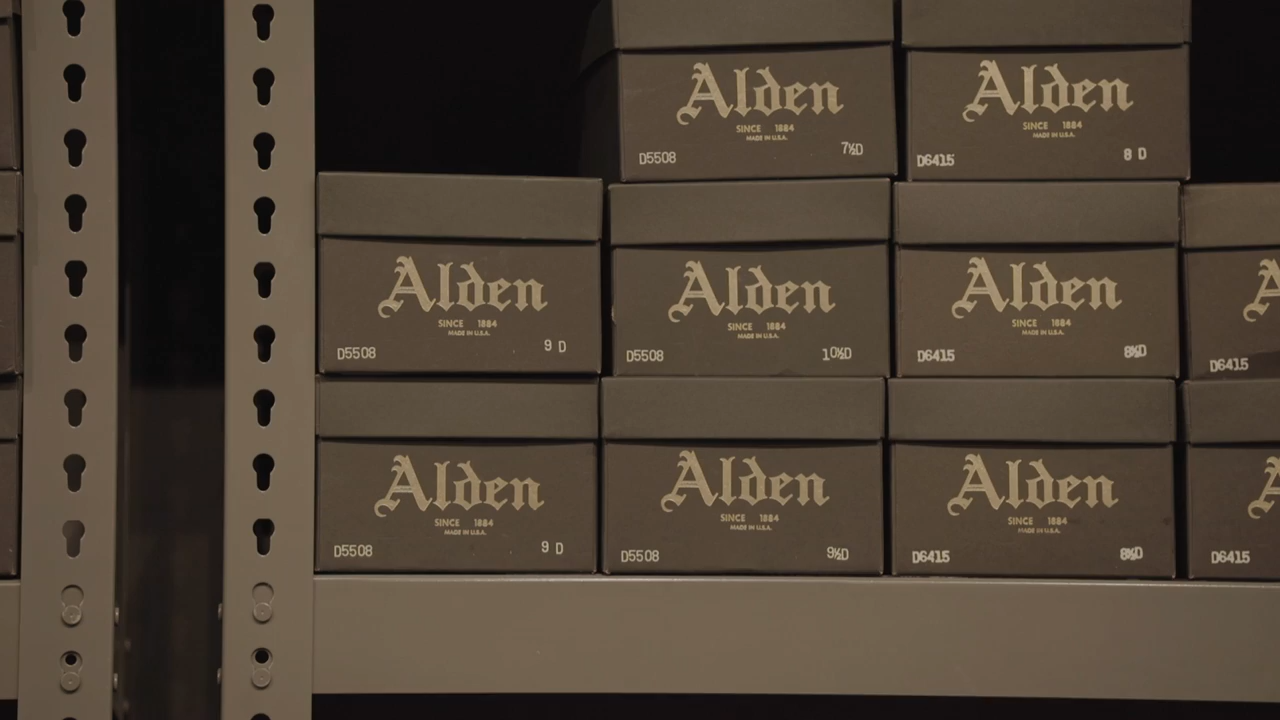 Alden
SINCE 1884
MADE IN U.S.A.
D5508 7½D
Alden
SINCE 1884
MADE IN U.S.A.
D6415 8 D
Alden
SINCE 1884
MADE IN U.S.A.
D5508 9 D
Alden
SINCE 1884
MADE IN U.S.A.
D5508 10½D
Alden
SINCE 1884
MADE IN U.S.A.
D6415 8½D
A
D6415
Alden
SINCE 1884
MADE IN U.S.A.
D5508 9 D
Alden
SINCE 1884
MADE IN U.S.A.
D5508 9½D
Alden
SINCE 1884
MADE IN U.S.A.
D6415 8½D
A
D6415